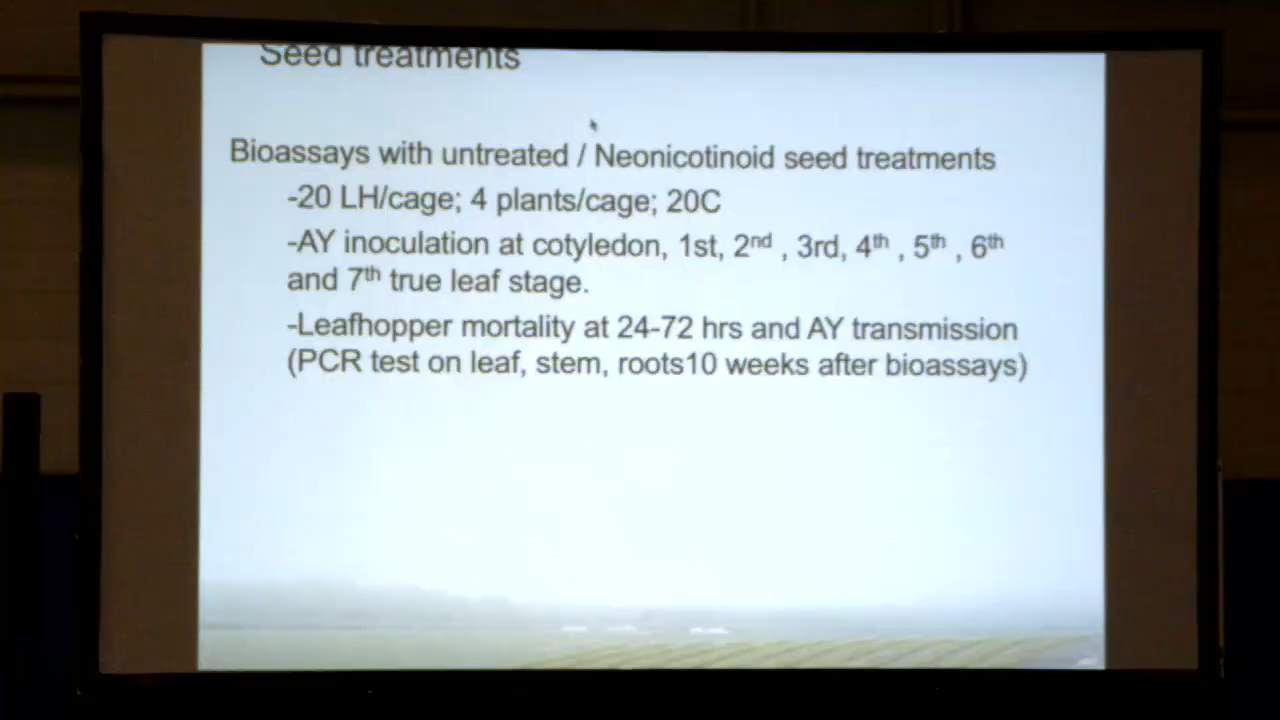 Seed treatments
Bioassays with untreated / Neonicotinoid seed treatments
-20 LH/cage; 4 plants/cage; 20C
-AY inoculation at cotyledon, 1st, 2nd , 3rd, 4th , 5th , 6th
and 7th true leaf stage.
-Leafhopper mortality at 24-72 hrs and AY transmission
(PCR test on leaf, stem, roots10 weeks after bioassays)